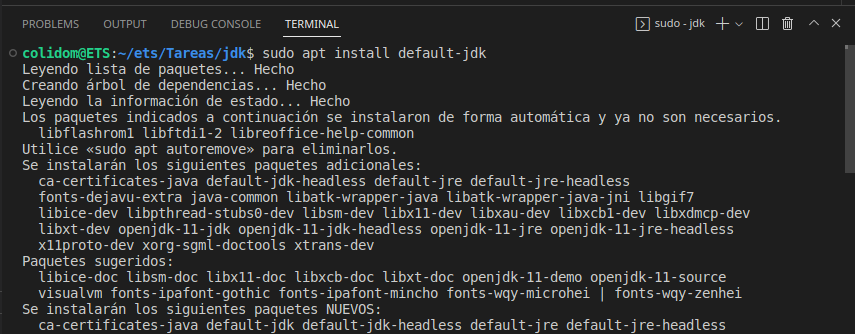 PROBLEMS OUTPUT DEBUG CONSOLE TERMINAL sudo - jdk
colidom@ETS:~/ets/Tareas/jdk$ sudo apt install default-jdk
Leyendo lista de paquetes... Hecho
Creando árbol de dependencias... Hecho
Leyendo la información de estado... Hecho
Los paquetes indicados a continuación se instalaron de forma automática y ya no son necesarios.
libflashrom1 libftdi1-2 libreoffice-help-common
Utilice «sudo apt autoremove» para eliminarlos.
Se instalarán los siguientes paquetes adicionales:
ca-certificates-java default-jdk-headless default-jre default-jre-headless
fonts-dejavu-extra java-common libatk-wrapper-java libatk-wrapper-java-jni libgif7
libice-dev libpthread-stubs0-dev libsm-dev libx11-dev libxau-dev libxcb1-dev libxdmcp-dev
libxt-dev openjdk-11-jdk openjdk-11-jdk-headless openjdk-11-jre openjdk-11-jre-headless
x11proto-dev xorg-sgml-doctools xtrans-dev
Paquetes sugeridos:
libice-doc libsm-doc libx11-doc libxcb-doc libxt-doc openjdk-11-demo openjdk-11-source
visualvm fonts-ipafont-gothic fonts-ipafont-mincho fonts-wqy-microhei | fonts-wqy-zenhei
Se instalarán los siguientes paquetes NUEVOS:
ca-certificates-java default-jdk default-jdk-headless default-jre default-jre-headless